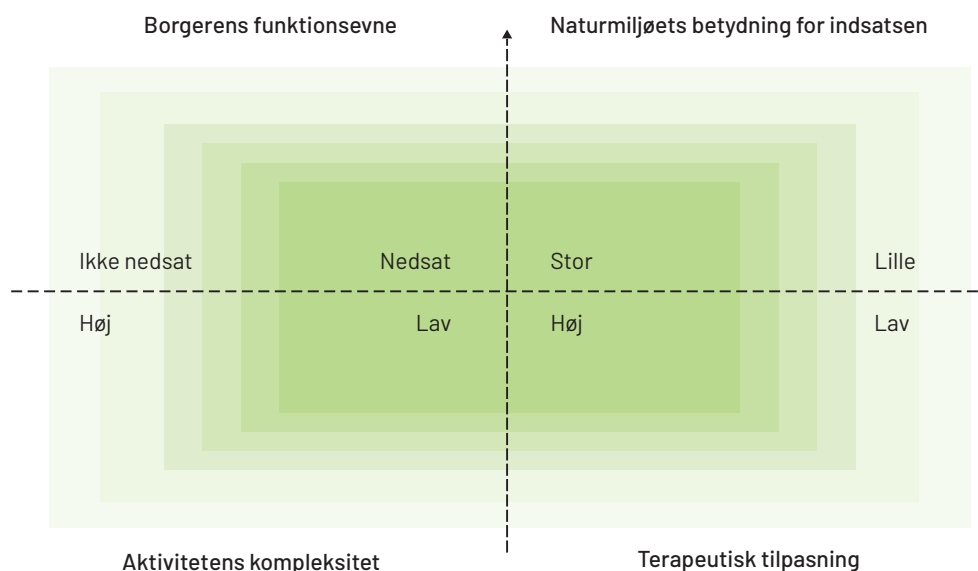 Borgerens funktionsevne
Naturmiljøets betydning for indsatsen
Ikke nedsat
Nedsat
Stor
Lille
Høj
Lav
Høj
Lav
Aktivitetens kompleksitet
Terapeutisk tilpasning